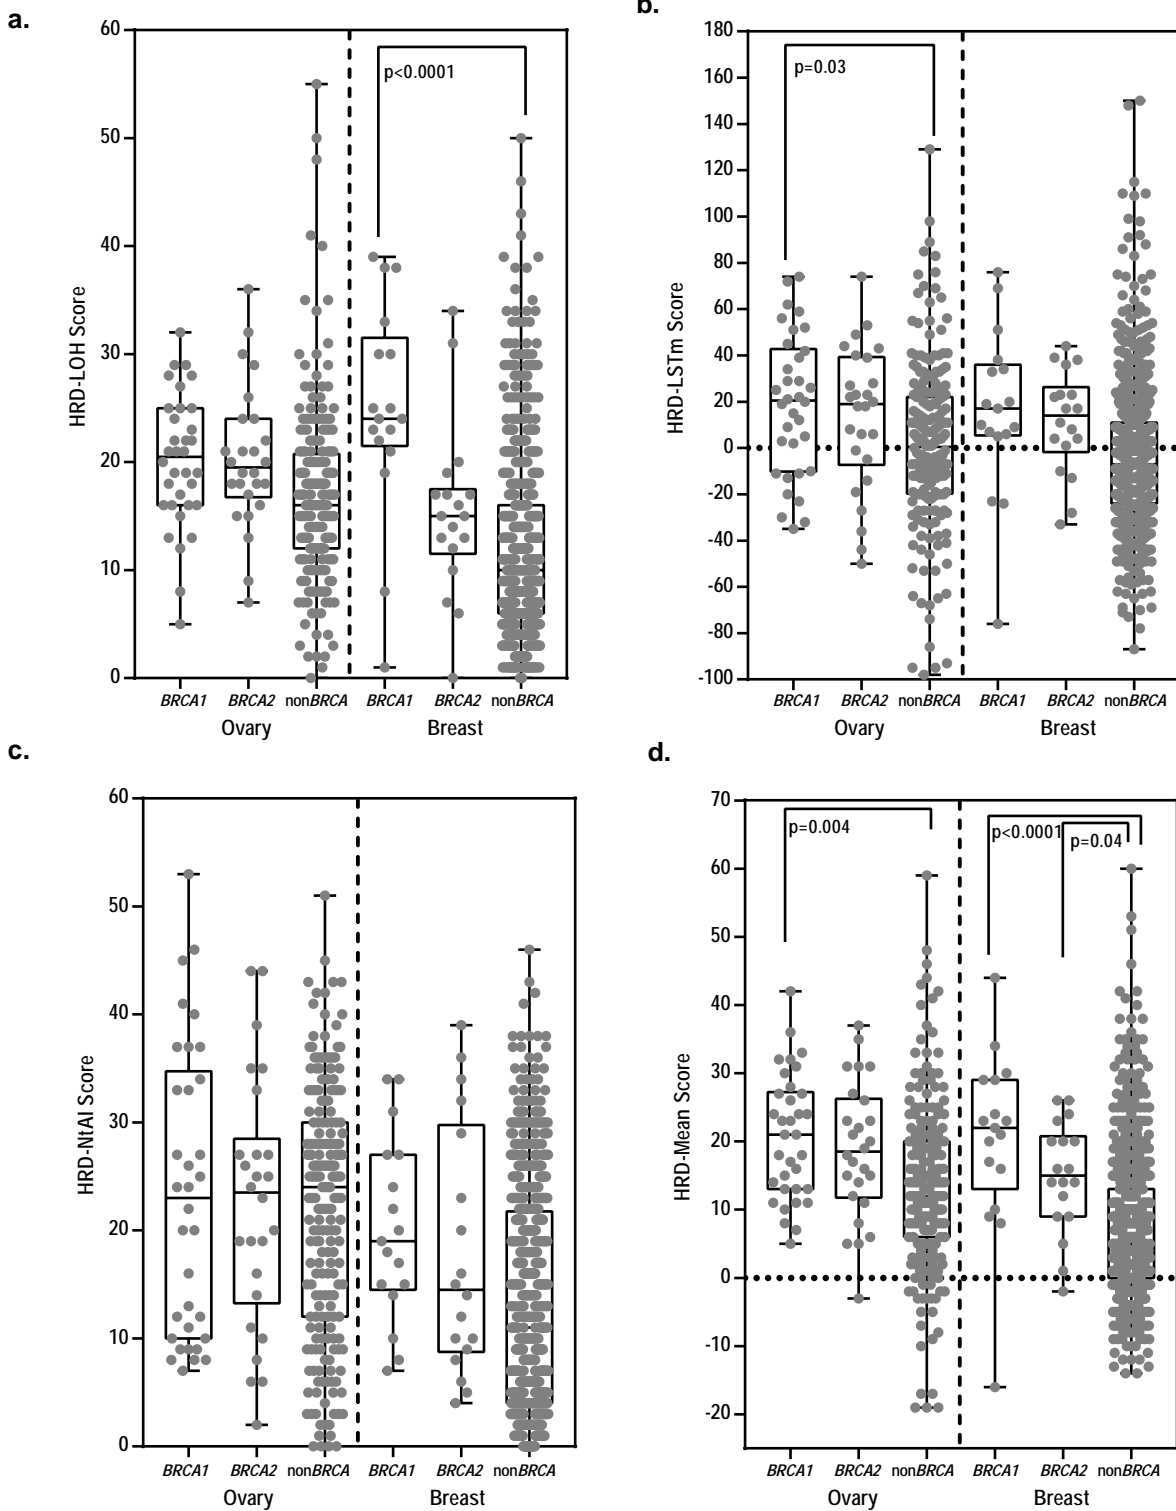 a.
60
50
40
30
20
10
0
HRD-LOH Score
p<0.0001
BRCA1 BRCA2 nonBRCA BRCA1 BRCA2 nonBRCA
Ovary Breast
b.
180
160
140
120
100
80
60
40
20
0
-20
-40
-60
-80
-100
HRD-LSTm Score
p=0.03
BRCA1 BRCA2 nonBRCA BRCA1 BRCA2 nonBRCA
Ovary Breast
c.
60
50
40
30
20
10
0
HRD-NtAI Score
BRCA1 BRCA2 nonBRCA BRCA1 BRCA2 nonBRCA
Ovary Breast
d.
70
60
50
40
30
20
10
0
-10
-20
HRD-Mean Score
p=0.004
p<0.0001
p=0.04
BRCA1 BRCA2 nonBRCA BRCA1 BRCA2 nonBRCA
Ovary Breast